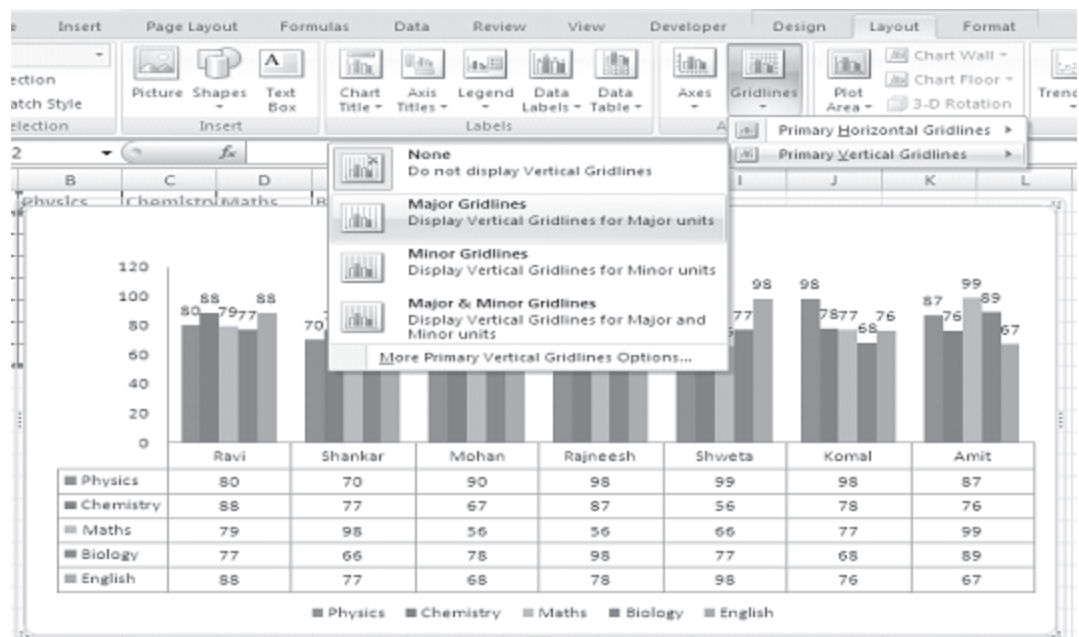 Insert Page Layout Formulas Data Review View Developer Design Layout Format
ection
atch Style
election
Picture Shapes Text Box
Insert
Chart Title Axis Titles Legend Data Labels Data Table
Labels
Axes Gridlines
A
Plot Area
Chart Wall
Chart Floor
3-D Rotation
Trend
Primary Horizontal Gridlines
Primary Vertical Gridlines
2 fx
B C D I J K L
Physics Chemistry Maths B
None
Do not display Vertical Gridlines
Major Gridlines
Display Vertical Gridlines for Major units
Minor Gridlines
Display Vertical Gridlines for Minor units
Major & Minor Gridlines
Display Vertical Gridlines for Major and
Minor units
More Primary Vertical Gridlines Options...
120
100
80
60
40
20
0
80 88 79 77 88
70
77 98
98 78 77 68 76
87 76 99 89 67
Ravi Shankar Mohan Rajneesh Shweta Komal Amit
Physics 80 70 90 98 99 98 87
Chemistry 88 77 67 87 56 78 76
Maths 79 98 56 56 66 77 99
Biology 77 66 78 98 77 68 89
English 88 77 68 78 98 76 67
Physics Chemistry Maths Biology English